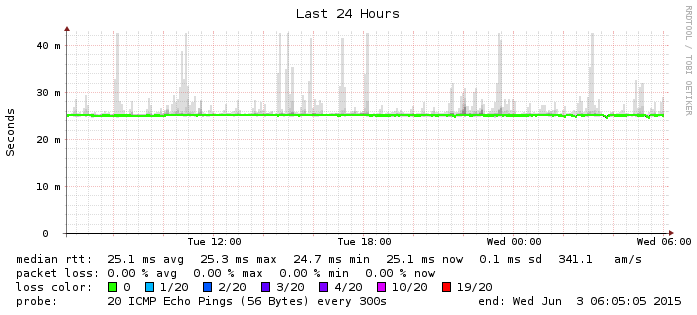 Last 24 Hours
RRDTOOL / TOBI OETIKER
Seconds
40 m
30 m
20 m
10 m
0
Tue 12:00 Tue 18:00 Wed 00:00 Wed 06:00
median rtt: 25.1 ms avg 25.3 ms max 24.7 ms min 25.1 ms now 0.1 ms sd 341.1 am/s
packet loss: 0.00 % avg 0.00 % max 0.00 % min 0.00 % now
loss color: 0 1/20 2/20 3/20 4/20 10/20 19/20
probe: 20 ICMP Echo Pings (56 Bytes) every 300s end: Wed Jun 3 06:05:05 2015